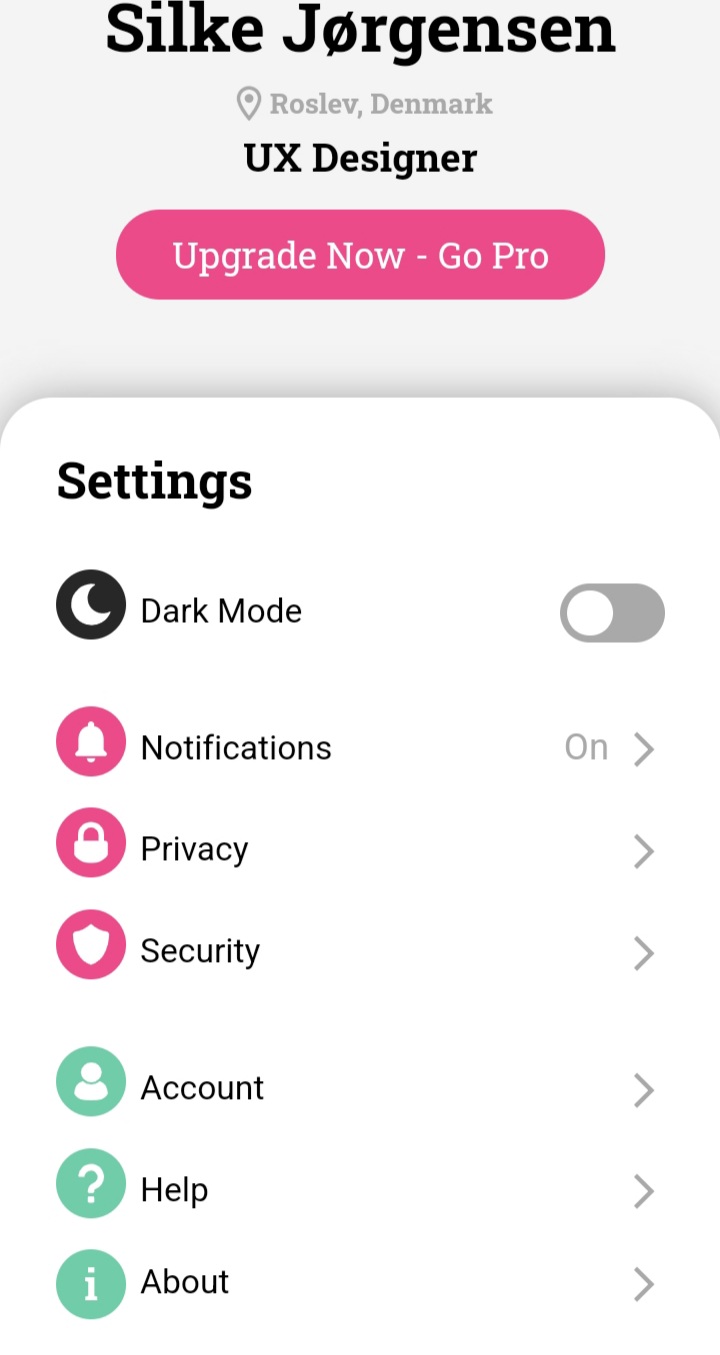 Silke Jørgensen
Roslev, Denmark
UX Designer
Upgrade Now - Go Pro
Settings
Dark Mode
Notifications On
Privacy
Security
Account
Help
About